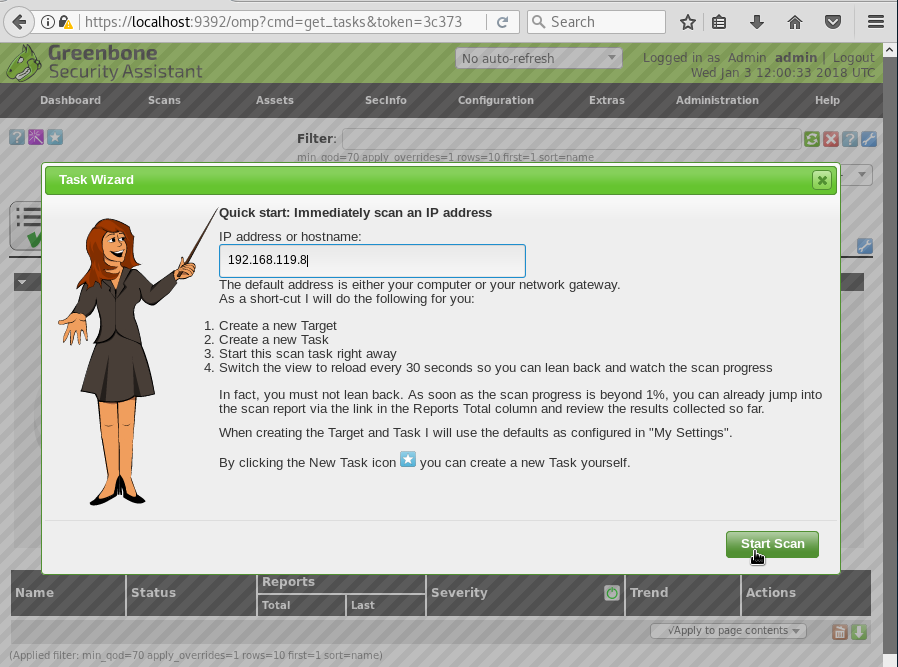 https://localhost:9392/omp?cmd=get_tasks&token=3c373
Search
Greenbone
Security Assistant
No auto-refresh
Logged in as Admin admin | Logout
Wed Jan 3 12:00:33 2018 UTC
Dashboard Scans Assets SecInfo Configuration Extras Administration Help
Filter:
min_qod=70 apply_overrides=1 rows=10 first=1 sort=name
Task Wizard
Quick start: Immediately scan an IP address
IP address or hostname:
192.168.119.8
The default address is either your computer or your network gateway.
As a short-cut I will do the following for you:
1. Create a new Target
2. Create a new Task
3. Start this scan task right away
4. Switch the view to reload every 30 seconds so you can lean back and watch the scan progress
In fact, you must not lean back. As soon as the scan progress is beyond 1%, you can already jump into
the scan report via the link in the Reports Total column and review the results collected so far.
When creating the Target and Task I will use the defaults as configured in "My Settings".
By clicking the New Task icon you can create a new Task yourself.
Start Scan
Name Status Reports Severity Trend Actions
Total Last
√Apply to page contents
(Applied filter: min_qod=70 apply_overrides=1 rows=10 first=1 sort=name)